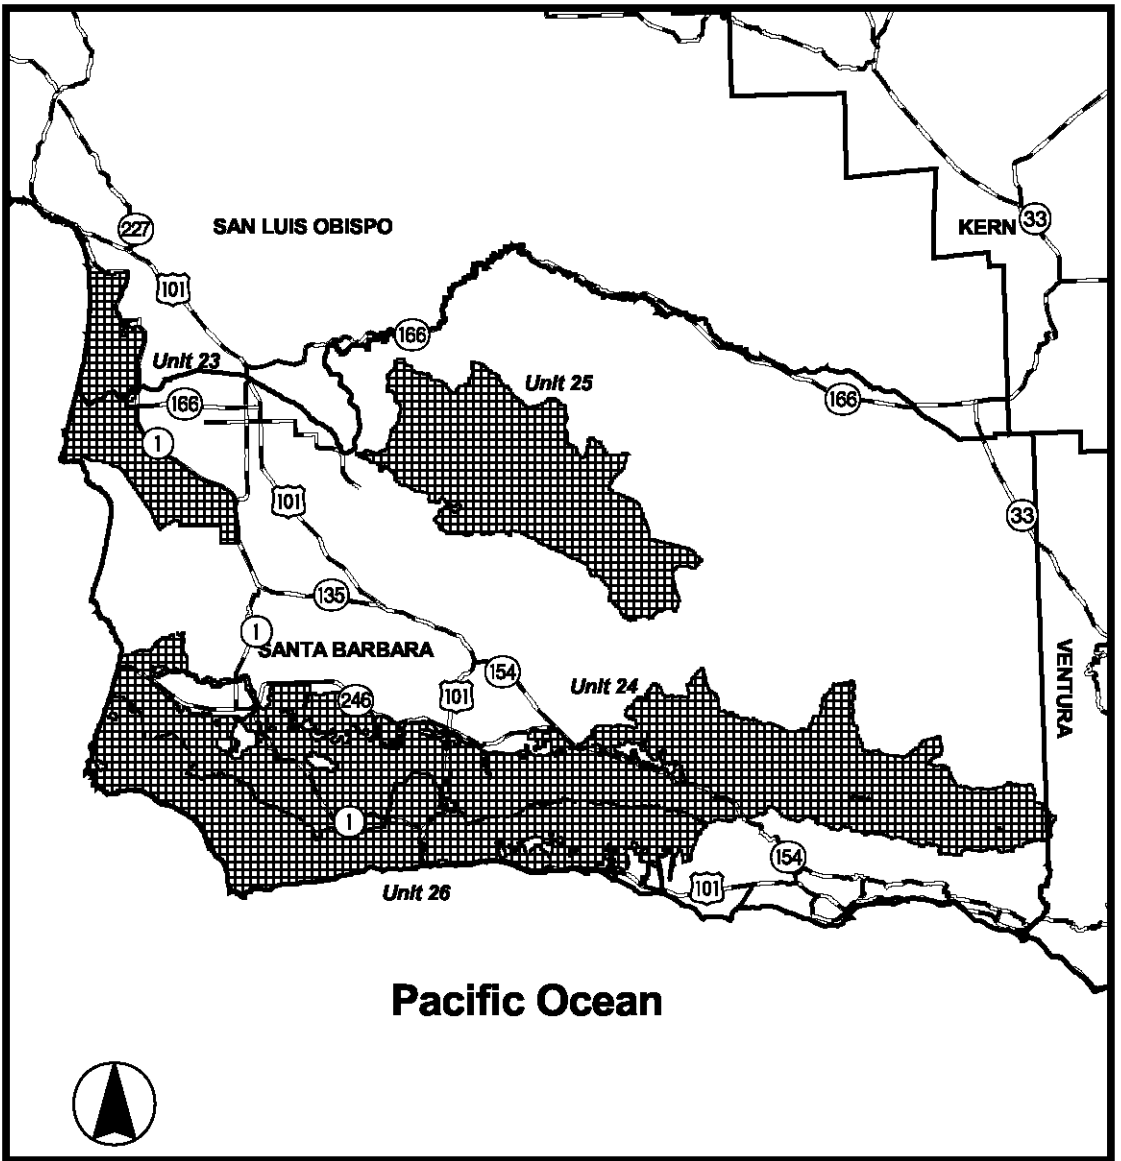 227
SAN LUIS OBISPO
KERN
33
101
166
Unit 23
Unit 25
166
166
1
101
33
135
1
SANTA BARBARA
154
VENTURA
Unit 24
101
246
1
154
101
Unit 26
Pacific Ocean